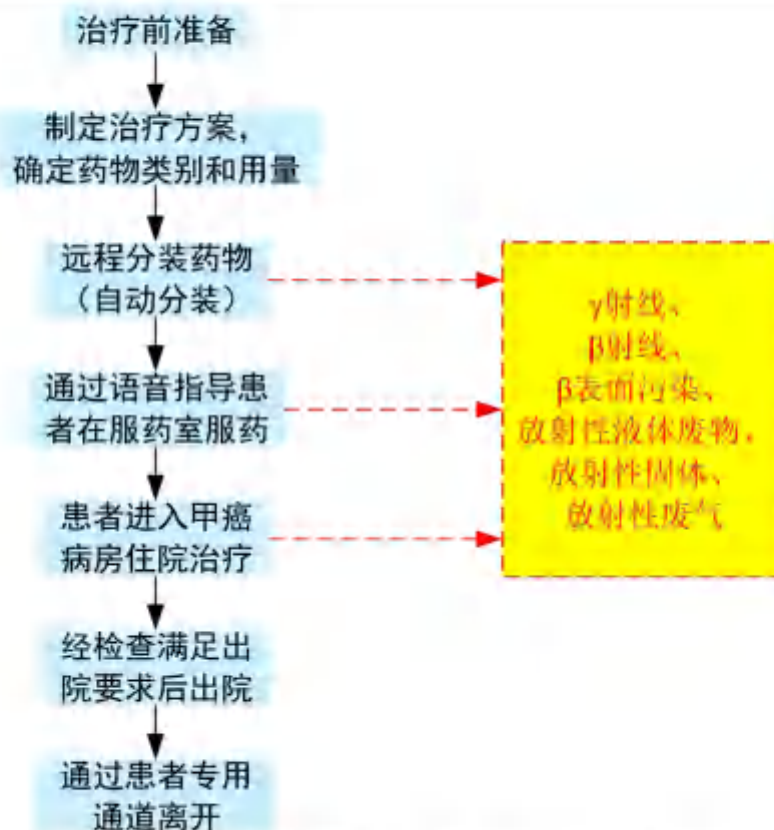 治疗前准备
制定治疗方案，
确定药物类别和用量
远程分装药物
（自动分装）
通过语音指导患
者在服药室服药
患者进入甲癌
病房住院治疗
经检查满足出
院要求后出院
通过患者专用
通道离开
γ射线、
β射线、
β表面污染、
放射性液体废物，
放射性固体、
放射性废气